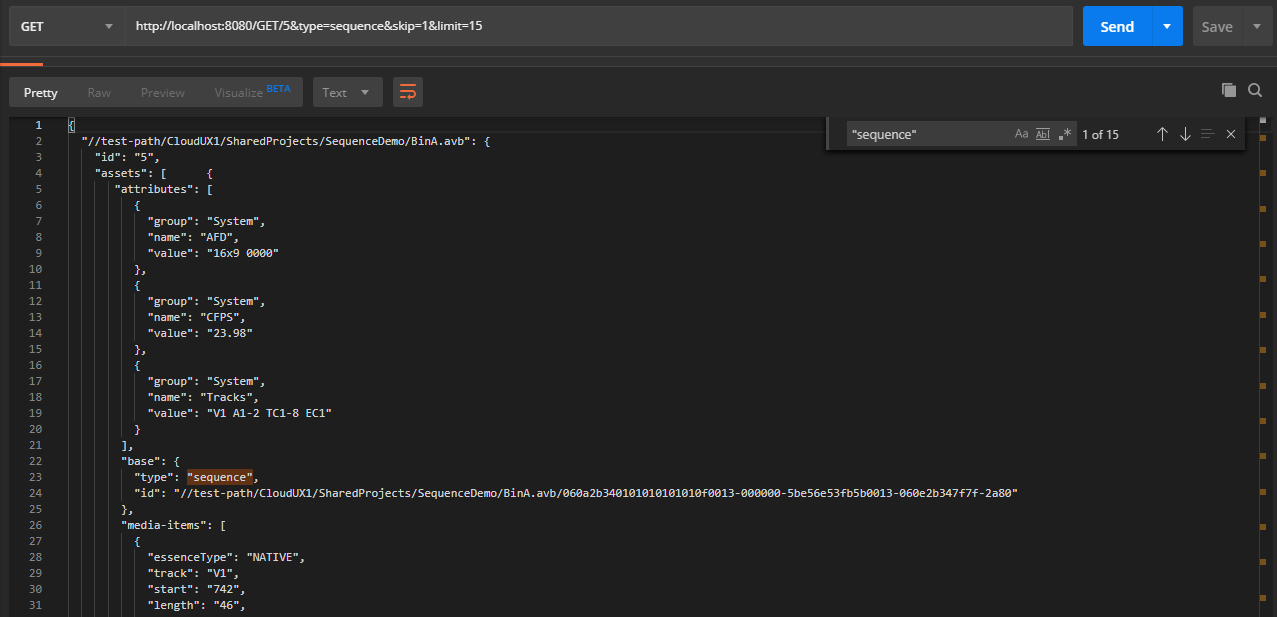 GET http://localhost:8080/GET/5&type=sequence&skip=1&limit=15 Send Save
Pretty Raw Preview Visualize BETA Text
"sequence" Aa Abl .* 1 of 15
1 {
2 "//test-path/CloudUX1/SharedProjects/SequenceDemo/BinA.avb": {
3 "id": "5",
4 "assets": [ {
5 "attributes": [
6 {
7 "group": "System",
8 "name": "AFD",
9 "value": "16x9 0000"
10 },
11 {
12 "group": "System",
13 "name": "CFPS",
14 "value": "23.98"
15 },
16 {
17 "group": "System",
18 "name": "Tracks",
19 "value": "V1 A1-2 TC1-8 EC1"
20 }
21 ],
22 "base": {
23 "type": "sequence",
24 "id": "//test-path/CloudUX1/SharedProjects/SequenceDemo/BinA.avb/060a2b340101010101010f0013-000000-5be56e53fb5b0013-060e2b347f7f-2a80"
25 },
26 "media-items": [
27 {
28 "essenceType": "NATIVE",
29 "track": "V1",
30 "start": "742",
31 "length": "46",